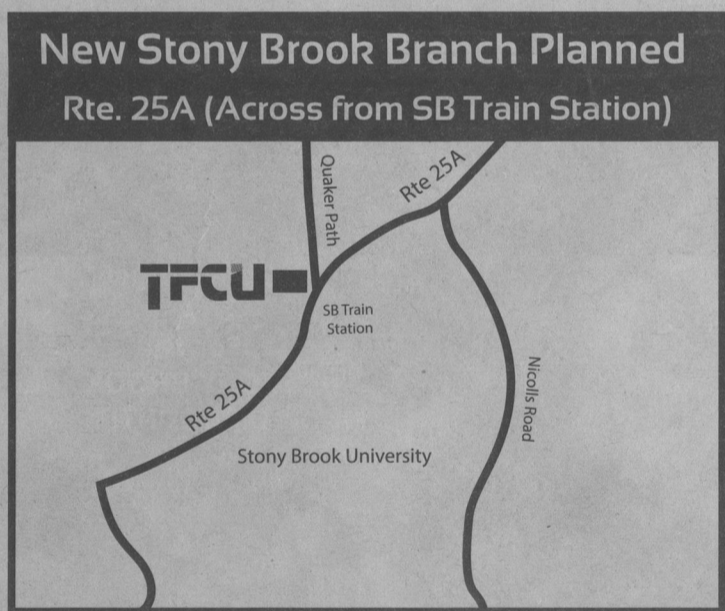 New Stony Brook Branch Planned
Rte. 25A (Across from SB Train Station)
Quaker Path
Rte 25A
TFCU
SB Train
Station
Nicolls Road
Rte 25A
Stony Brook University